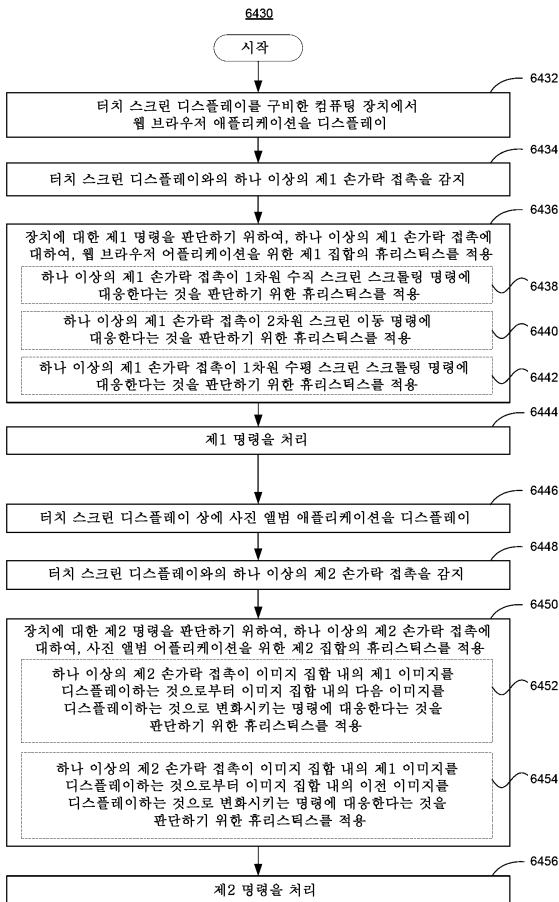 6430
시작
6432
터치 스크린 디스플레이를 구비한 컴퓨팅 장치에서
웹 브라우저 애플리케이션을 디스플레이
6434
터치 스크린 디스플레이와의 하나 이상의 제1 손가락 접촉을 감지
6436
장치에 대한 제1 명령을 판단하기 위하여, 하나 이상의 제1 손가락 접촉에
대하여, 웹 브라우저 어플리케이션을 위한 제1 집합의 휴리스틱스를 적용
하나 이상의 제1 손가락 접촉이 1차원 수직 스크린 스크롤링 명령에
대응한다는 것을 판단하기 위한 휴리스틱스를 적용
6438
하나 이상의 제1 손가락 접촉이 2차원 스크린 이동 명령에
대응한다는 것을 판단하기 위한 휴리스틱스를 적용
6440
하나 이상의 제1 손가락 접촉이 1차원 수평 스크린 스크롤링 명령에
대응한다는 것을 판단하기 위한 휴리스틱스를 적용
6442
6444
제1 명령을 처리
6446
터치 스크린 디스플레이 상에 사진 앨범 애플리케이션을 디스플레이
6448
터치 스크린 디스플레이와의 하나 이상의 제2 손가락 접촉을 감지
6450
장치에 대한 제2 명령을 판단하기 위하여, 하나 이상의 제2 손가락 접촉에
대하여, 사진 앨범 어플리케이션을 위한 제2 집합의 휴리스틱스를 적용
하나 이상의 제2 손가락 접촉이 이미지 집합 내의 제1 이미지를
디스플레이하는 것으로부터 이미지 집합 내의 다음 이미지를
디스플레이하는 것으로 변화시키는 명령에 대응한다는 것을
판단하기 위한 휴리스틱스를 적용
6452
하나 이상의 제2 손가락 접촉이 이미지 집합 내의 제1 이미지를
디스플레이하는 것으로부터 이미지 집합 내의 이전 이미지를
디스플레이하는 것으로 변화시키는 명령에 대응한다는 것을
판단하기 위한 휴리스틱스를 적용
6454
6456
제2 명령을 처리